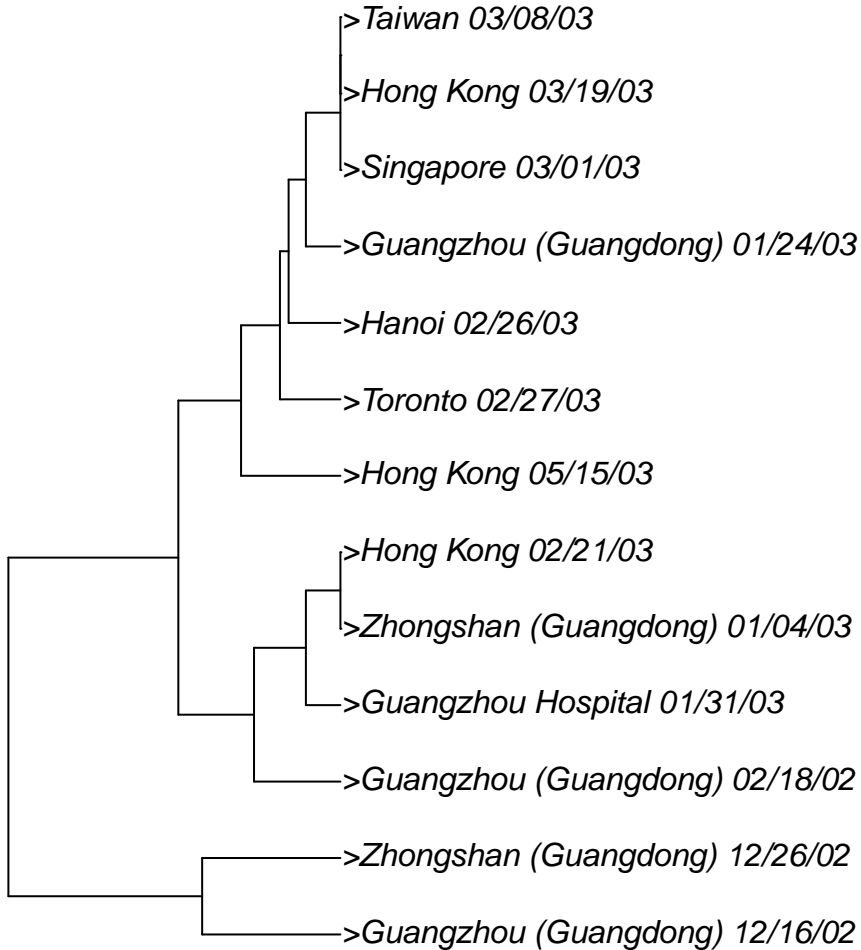 >Taiwan 03/08/03
>Hong Kong 03/19/03
>Singapore 03/01/03
>Guangzhou (Guangdong) 01/24/03
>Hanoi 02/26/03
>Toronto 02/27/03
>Hong Kong 05/15/03
>Hong Kong 02/21/03
>Zhongshan (Guangdong) 01/04/03
>Guangzhou Hospital 01/31/03
>Guangzhou (Guangdong) 02/18/02
>Zhongshan (Guangdong) 12/26/02
>Guangzhou (Guangdong) 12/16/02